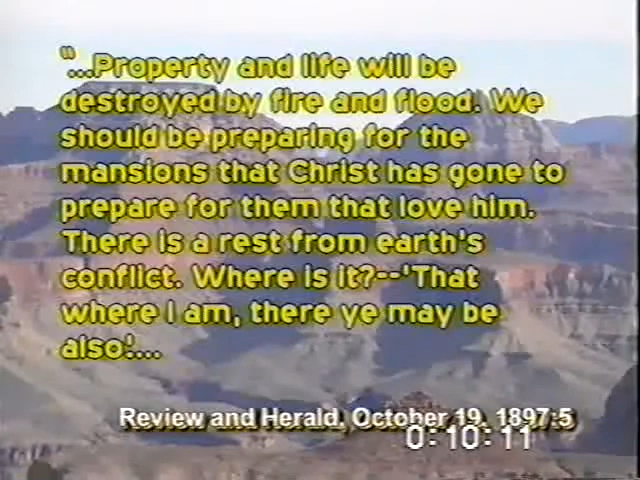 "...Property and life will be
destroyed by fire and flood. We
should be preparing for the
mansions that Christ has gone to
prepare for them that love him.
There is a rest from earth's
conflict. Where is it?--'That
where I am, there ye may be
also'....
Review and Herald, October 19, 1897:5
0:10:11